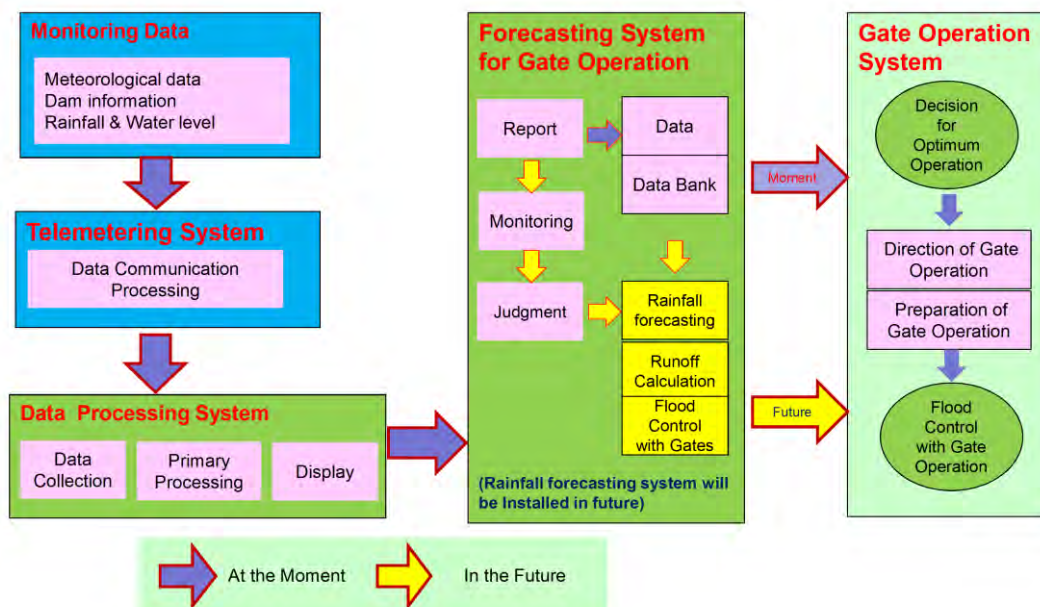 Monitoring Data
Meteorological data
Dam information
Rainfall & Water level
Telemetering System
Data Communication
Processing
Data Processing System
Data
Collection
Primary
Processing
Display
Forecasting System
for Gate Operation
Report
Data
Data Bank
Monitoring
Judgment
Rainfall
forecasting
Runoff
Calculation
Flood
Control
with Gates
(Rainfall forecasting system will
be Installed in future)
Moment
Future
Gate Operation
System
Decision
for
Optimum
Operation
Direction of Gate
Operation
Preparation of
Gate Operation
Flood
Control
with Gate
Operation
At the Moment
In the Future